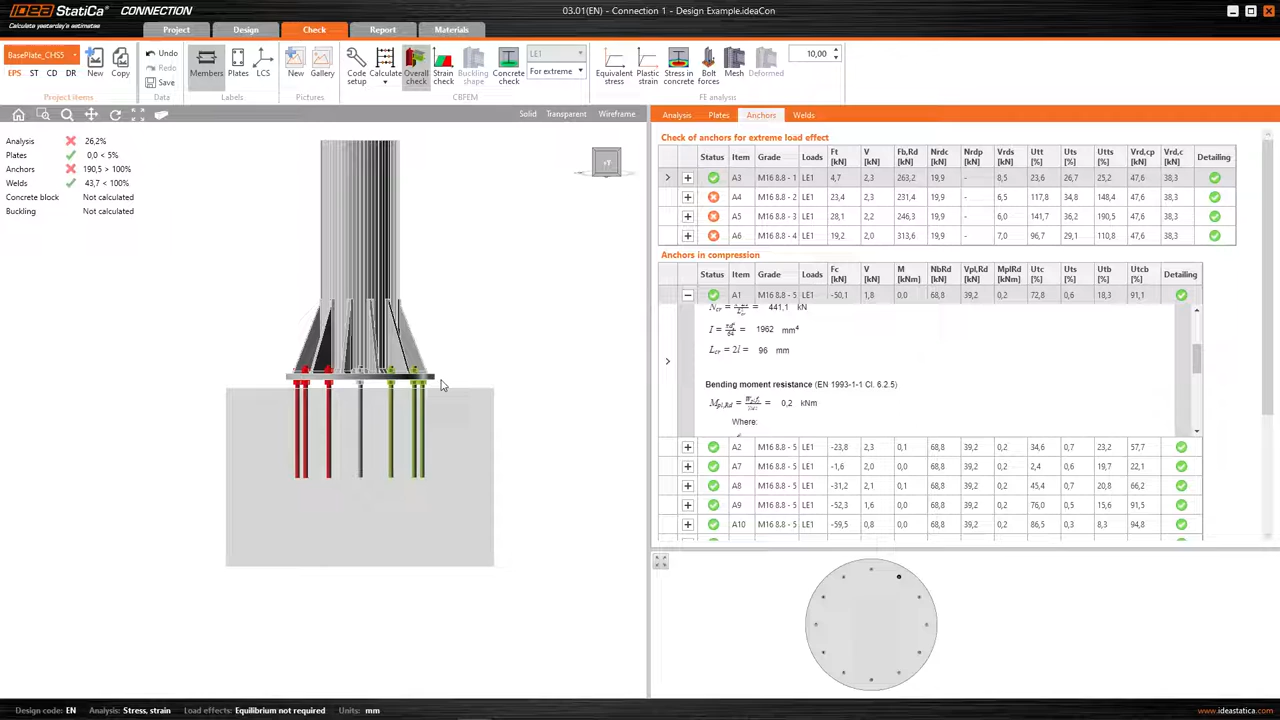 IDEA StatiCa® CONNECTION
Calculate yesterday's estimates
03.01(EN) - Connection 1 - Design Example.ideaCon
Project Design Check Report Materials
BasePlate_CHS5
EPS ST CD DR
New Copy
Project items
Undo
Redo
Save
Data
Members Plates LCS
Labels
New Gallery
Pictures
Code setup Calculate Overall check Strain check Buckling shape Concrete check
LE1
For extreme
CBFEM
Equivalent stress Plastic strain Stress in concrete Bolt forces Mesh Deformed
10,00
FE analysis
Solid Transparent Wireframe
Analysis 26,2%
Plates 0,0 < 5%
Anchors 190,5 > 100%
Welds 43,7 < 100%
Concrete block Not calculated
Buckling Not calculated
+Y
Analysis Plates Anchors Welds
Check of anchors for extreme load effect
Status Item Grade Loads Ft [kN] V [kN] Fb,Rd [kN] Nrdc [kN] Nrdp [kN] Vrds [kN] Utt [%] Uts [%] Utts [%] Vrd,cp [kN] Vrd,c [kN] Detailing
A3 M16 8.8 - 1 LE1 4,7 2,3 263,2 19,9 - 8,5 23,6 26,7 25,2 47,6 38,3
A4 M16 8.8 - 2 LE1 23,4 2,2 231,4 19,9 - 6,5 117,8 34,8 148,4 47,6 38,3
A5 M16 8.8 - 3 LE1 28,1 2,2 246,3 19,9 - 6,0 141,7 36,2 190,5 47,6 38,3
A6 M16 8.8 - 4 LE1 19,2 2,0 313,6 19,9 - 7,0 96,7 29,1 110,8 47,6 38,3
Anchors in compression
Status Item Grade Loads Fc [kN] V [kN] M [kNm] NbRd [kN] Vpl,Rd [kN] MplRd [kNm] Utc [%] Uts [%] Utb [%] Utcb [%] Detailing
A1 M16 8.8 - 5 LE1 -50,1 1,8 0,0 68,8 39,2 0,2 72,8 0,6 18,3 91,1
= 441,1 kN
= 1962 mm⁴
Lcr = 2l = 96 mm
Bending moment resistance (EN 1993-1-1 Cl. 6.2.5)
= 0,2 kNm
Where:
A2 M16 8.8 - 5 LE1 -23,8 2,3 0,1 68,8 39,2 0,2 34,6 0,7 23,2 57,7
A7 M16 8.8 - 5 LE1 -1,6 2,0 0,0 68,8 39,2 0,2 2,4 0,6 19,7 22,1
A8 M16 8.8 - 5 LE1 -31,2 2,1 0,1 68,8 39,2 0,2 45,4 0,7 20,8 66,2
A9 M16 8.8 - 5 LE1 -52,3 1,6 0,0 68,8 39,2 0,2 76,0 0,5 15,6 91,5
A10 M16 8.8 - 5 LE1 -59,5 0,8 0,0 68,8 39,2 0,2 86,5 0,3 8,3 94,8
Design code: EN Analysis: Stress, strain Load effects: Equilibrium not required Units: mm
www.ideastatica.com